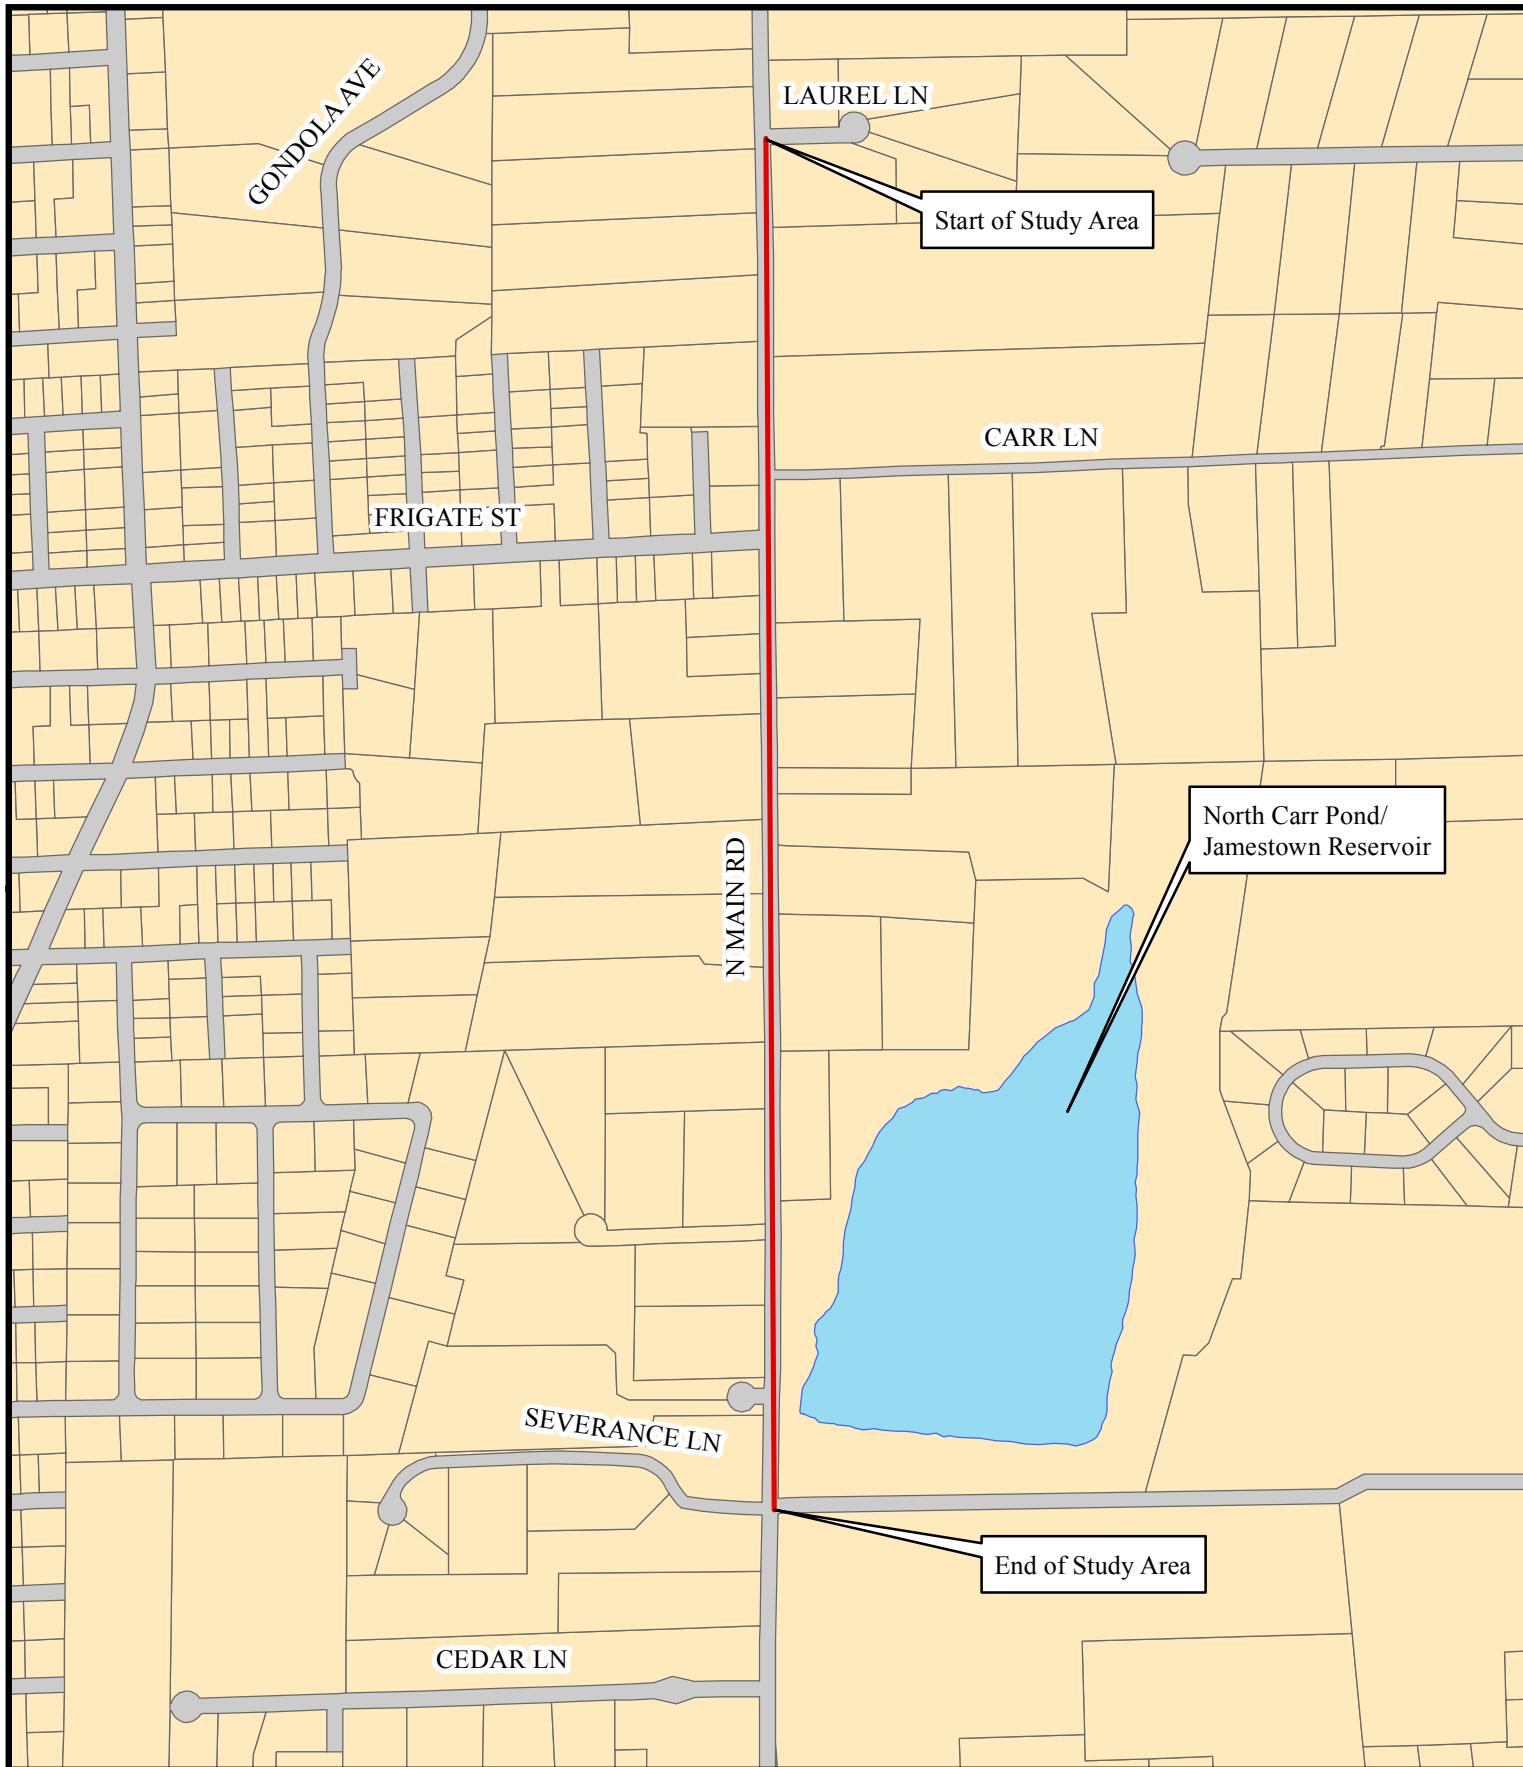 LAUREL LN
GONDOLA AVE
Start of Study Area
CARR LN
FRIGATE ST
North Carr Pond/
Jamestown Reservoir
N MAIN RD
SEVERANCE LN
End of Study Area
CEDAR LN